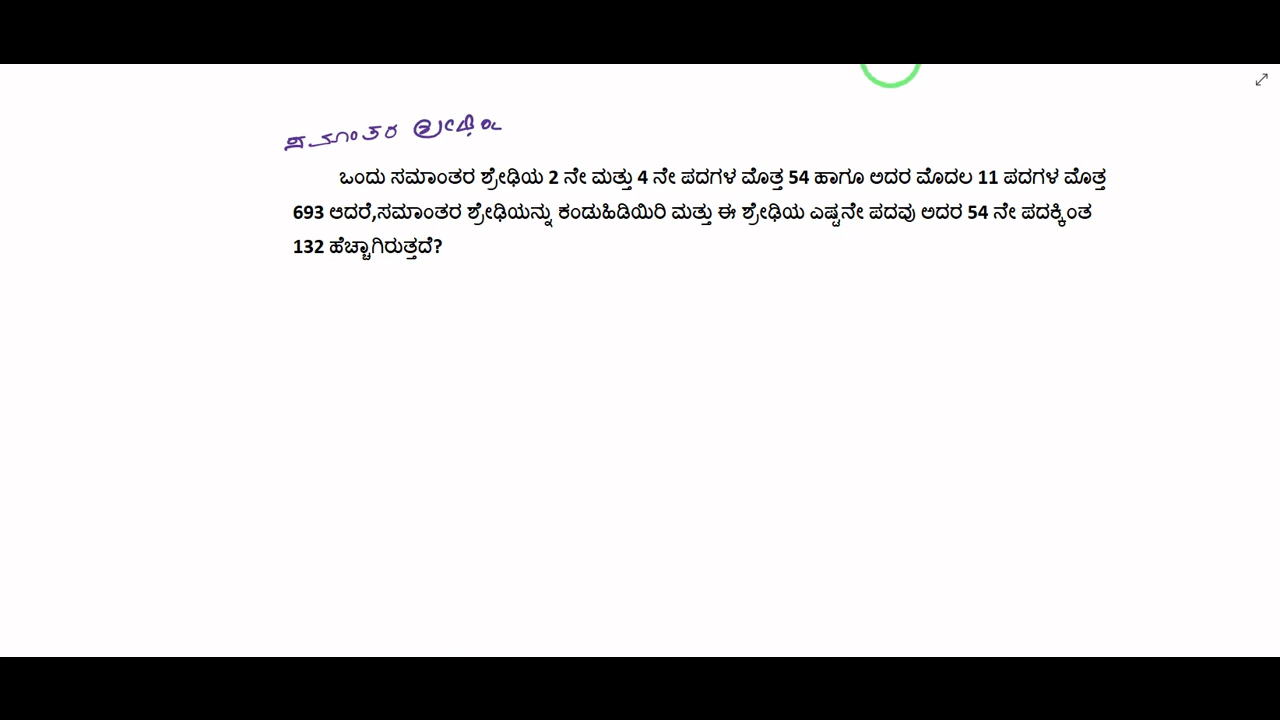 ಸಮಾಂತರ ಶ್ರೇಢಿ
ಒಂದು ಸಮಾಂತರ ಶ್ರೇಢಿಯ 2 ನೇ ಮತ್ತು 4 ನೇ ಪದಗಳ ಮೊತ್ತ 54 ಹಾಗೂ ಅದರ ಮೊದಲ 11 ಪದಗಳ ಮೊತ್ತ
693 ಆದರೆ,ಸಮಾಂತರ ಶ್ರೇಢಿಯನ್ನು ಕಂಡುಹಿಡಿಯಿರಿ ಮತ್ತು ಈ ಶ್ರೇಢಿಯ ಎಷ್ಟನೇ ಪದವು ಅದರ 54 ನೇ ಪದಕ್ಕಿಂತ
132 ಹೆಚ್ಚಾಗಿರುತ್ತದೆ?